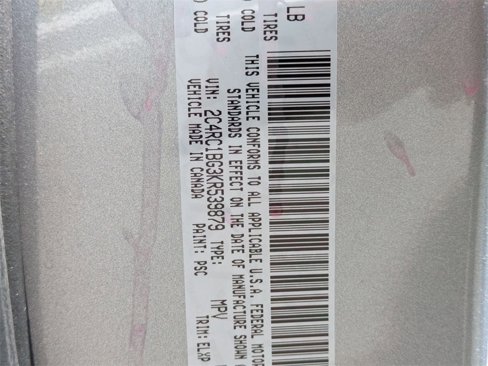 LB
TIRES
COLD
TIRES
) COLD
THIS VEHICLE CONFORMS TO ALL APPLICABLE U.S.A. FEDERAL MOTOR
STANDARDS IN EFFECT ON THE DATE OF MANUFACTURE SHOWN
VIN: 2C4RC1BG3KR539879 TYPE: MPV
VEHICLE MADE IN CANADA PAINT: PSC TRIM: ELXP